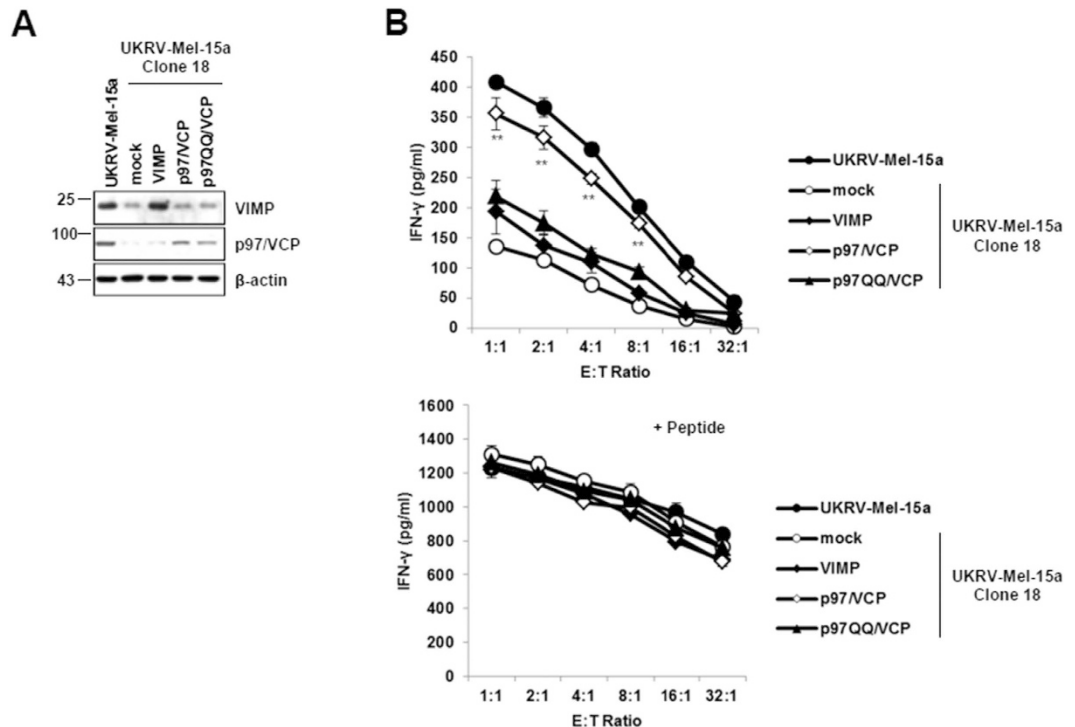 A
UKRV-Mel-15a
Clone 18
UKRV-Mel-15a
mock
VIMP
p97/VCP
p97QQ/VCP
25
VIMP
100
p97/VCP
43
β-actin
B
450
400
350
300
250
200
150
100
50
0
IFN-γ (pg/ml)
**
**
**
**
1:1 2:1 4:1 8:1 16:1 32:1
E:T Ratio
UKRV-Mel-15a
mock
VIMP
p97/VCP
p97QQ/VCP
UKRV-Mel-15a
Clone 18
1600
1400
1200
1000
800
600
400
200
0
IFN-γ (pg/ml)
+ Peptide
1:1 2:1 4:1 8:1 16:1 32:1
E:T Ratio
UKRV-Mel-15a
mock
VIMP
p97/VCP
p97QQ/VCP
UKRV-Mel-15a
Clone 18